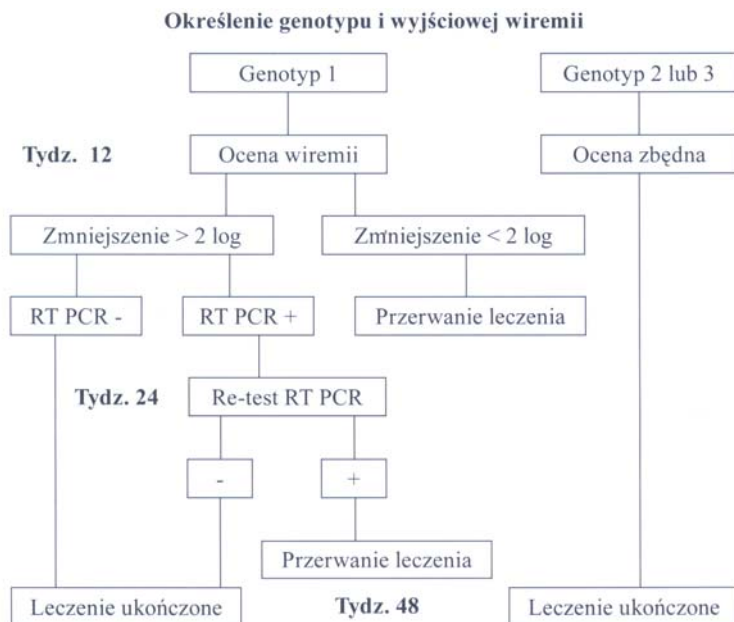 Określenie genotypu i wyjściowej wiremii
Genotyp 1
Genotyp 2 lub 3
Tydz. 12
Ocena wiremii
Ocena zbędna
Zmniejszenie > 2 log
Zmniejszenie < 2 log
RT PCR -
RT PCR +
Przerwanie leczenia
Tydz. 24
Re-test RT PCR
-
+
Przerwanie leczenia
Leczenie ukończone
Tydz. 48
Leczenie ukończone